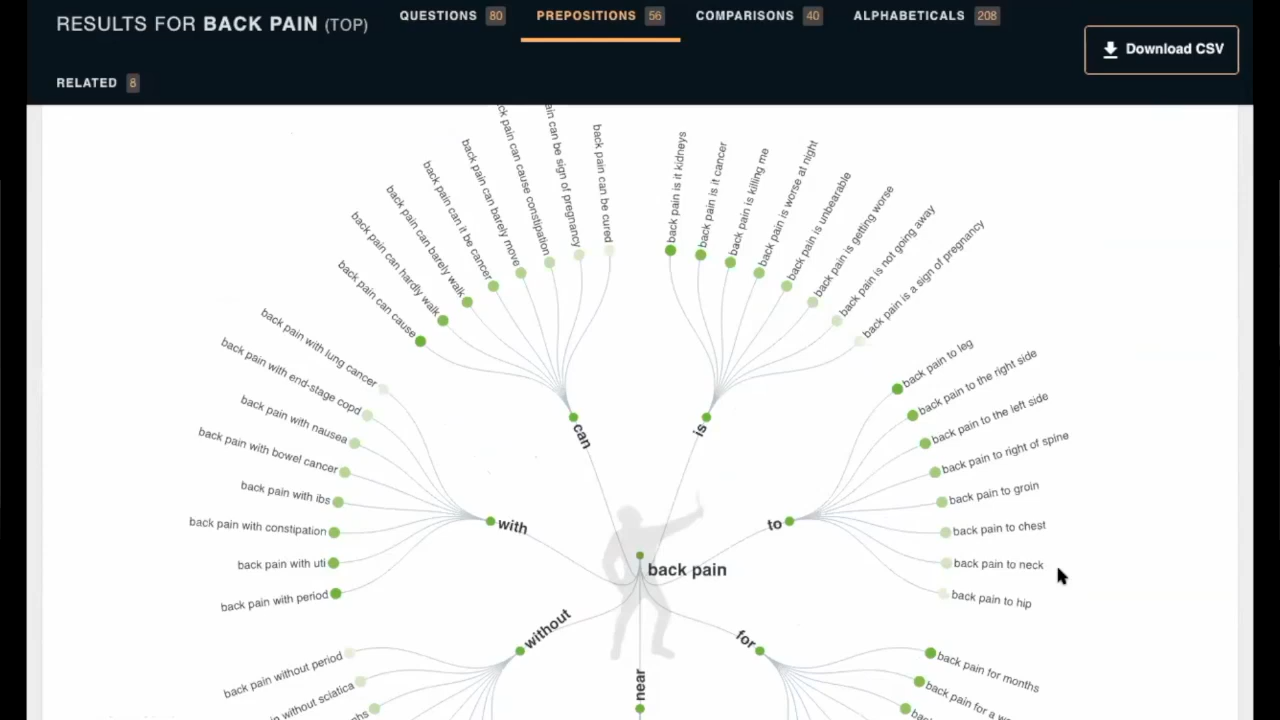 RESULTS FOR BACK PAIN (TOP)
QUESTIONS 80
PREPOSITIONS 56
COMPARISONS 40
ALPHABETICALS 208
Download CSV
RELATED 8
pain can cause constipation
can be sign of pregnancy
back pain can be cured
back pain can barely move
back pain can it be cancer
back pain can barely walk
back pain can hardly walk
back pain can cause
back pain is it kidneys
back pain is it cancer
back pain is killing me
back pain is worse at night
back pain is unbearable
back pain is getting worse
back pain is not going away
back pain is a sign of pregnancy
can
is
back pain with lung cancer
back pain with end-stage copd
back pain with nausea
back pain with bowel cancer
back pain with ibs
back pain with constipation
back pain with uti
back pain with period
with
back pain to leg
back pain to the right side
back pain to the left side
back pain to right of spine
back pain to groin
back pain to chest
back pain to neck
back pain to hip
to
back pain
without
near
for
back pain without period
without sciatica
back pain for months
back pain for a